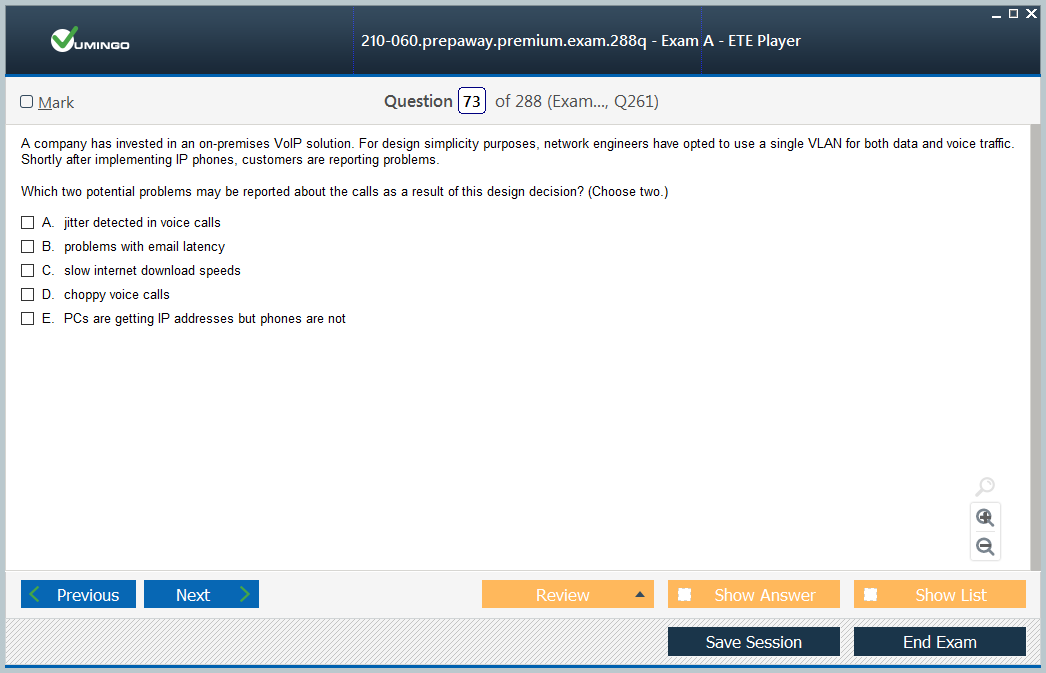 VUMINGO
210-060.prepaway.premium.exam.288q - Exam A - ETE Player
Mark
Question 73 of 288 (Exam..., Q261)
A company has invested in an on-premises VoIP solution. For design simplicity purposes, network engineers have opted to use a single VLAN for both data and voice traffic.
Shortly after implementing IP phones, customers are reporting problems.
Which two potential problems may be reported about the calls as a result of this design decision? (Choose two.)
A. jitter detected in voice calls
B. problems with email latency
C. slow internet download speeds
D. choppy voice calls
E. PCs are getting IP addresses but phones are not
Previous Next Review Show Answer Show List
Save Session End Exam